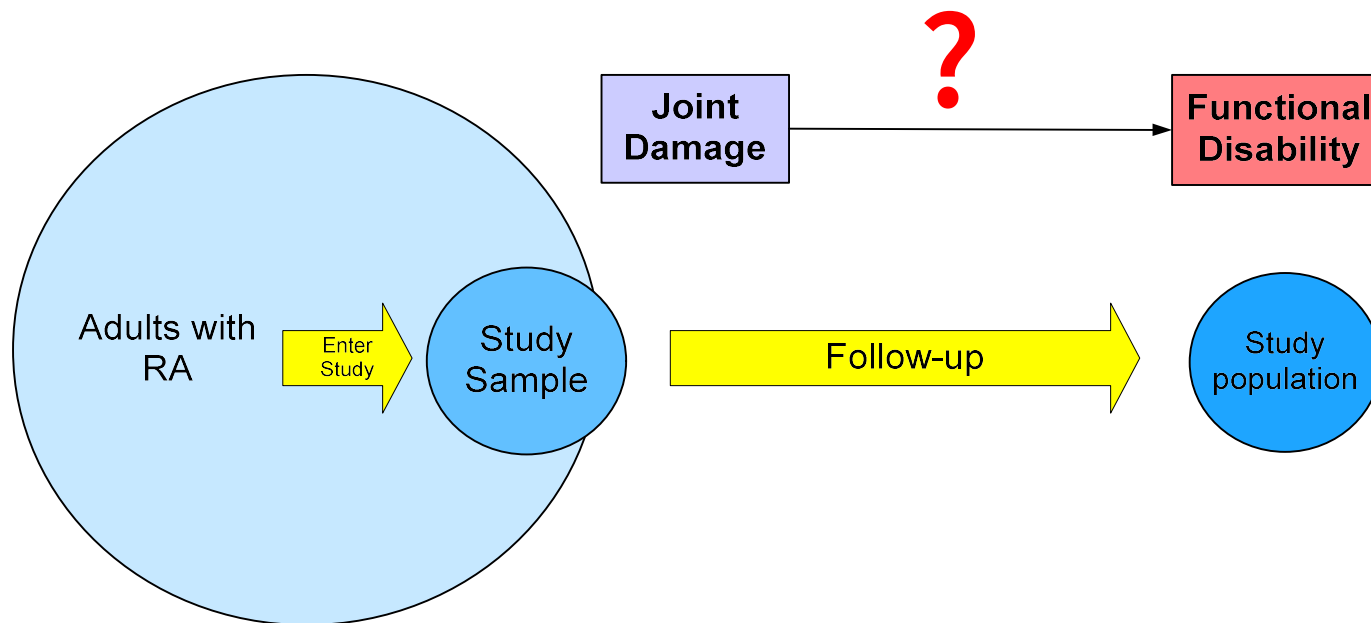 ?
Joint
Damage
Functional
Disability
Adults with
RA
Enter
Study
Study
Sample
Follow-up
Study
population